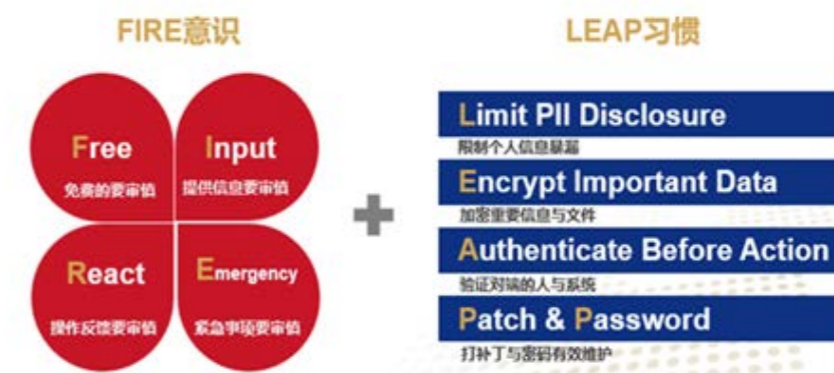 FIRE意识
Free
免费的要审慎
Input
提供信息要审慎
React
操作反馈要审慎
Emergency
紧急事项要审慎
+
LEAP习惯
Limit PII Disclosure
限制个人信息暴漏
Encrypt Important Data
加密重要信息与文件
Authenticate Before Action
验证对端的人与系统
Patch & Password
打补丁与密码有效维护